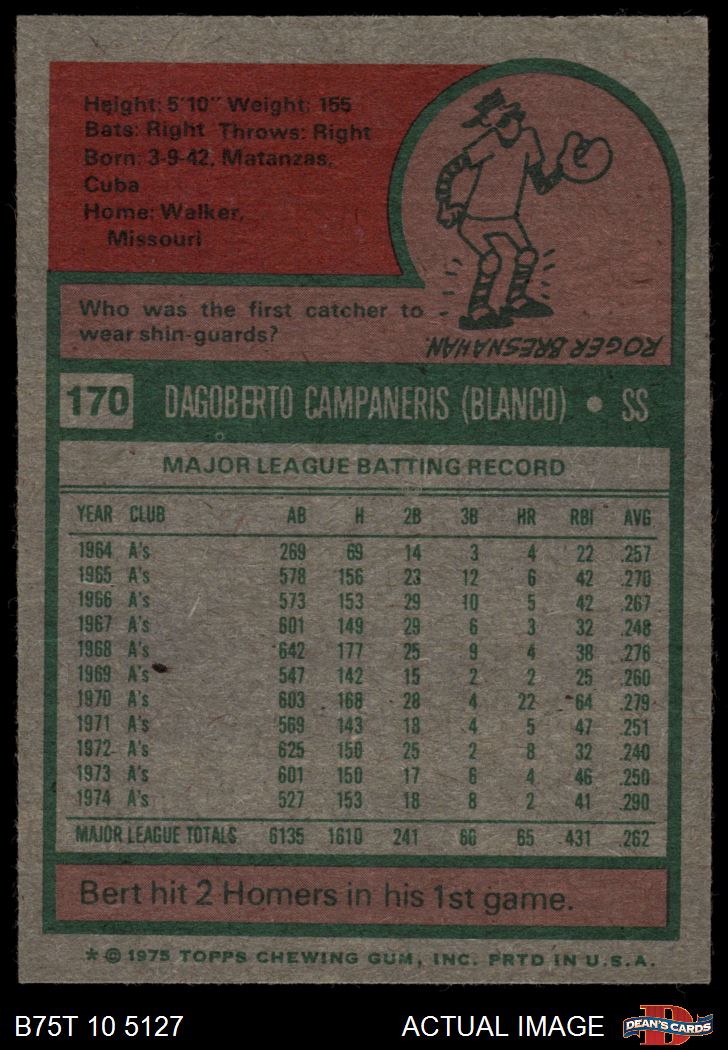 Height: 5'10" Weight: 155
Bats: Right Throws: Right
Born: 3-9-42, Matanzas,
Cuba
Home: Walker,
Missouri
Who was the first catcher to
wear shin-guards?
ROGER BRESNAHAN.
170 DAGOBERTO CAMPANERIS (BLANCO) • SS
MAJOR LEAGUE BATTING RECORD
YEAR CLUB AB H 2B 3B HR RBI AVG
1964 A's 269 69 14 3 4 22 .257
1965 A's 578 156 23 12 6 42 .270
1966 A's 573 153 29 10 5 42 .267
1967 A's 601 149 29 6 3 32 .248
1968 A's 642 177 25 9 4 38 .276
1969 A's 547 142 15 2 2 25 .260
1970 A's 603 168 28 4 22 64 .279
1971 A's 569 143 18 4 5 47 .251
1972 A's 625 150 25 2 8 32 .240
1973 A's 601 150 17 6 4 46 .250
1974 A's 527 153 18 8 2 41 .290
MAJOR LEAGUE TOTALS 6135 1610 241 66 65 431 .262
Bert hit 2 Homers in his 1st game.
* © 1975 TOPPS CHEWING GUM, INC. PRTD IN U.S.A.
B75T 10 5127 ACTUAL IMAGE D DEAN'S CARDS